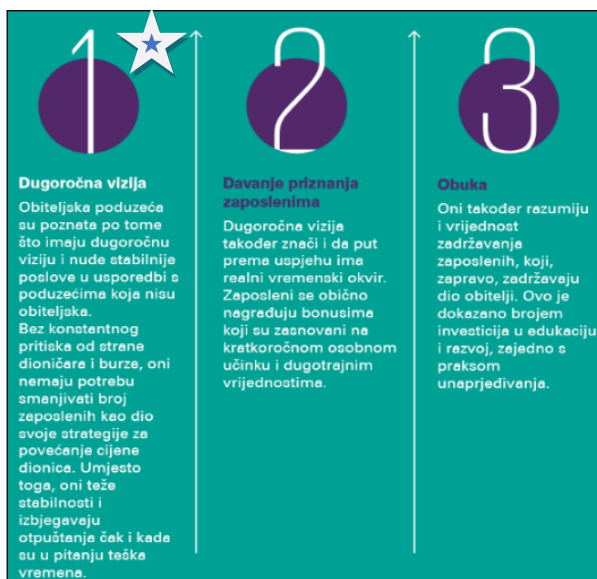 1
Dugoročna vizija
Obiteljska poduzeća
su poznata po tome
što imaju dugoročnu
viziju i nude stabilnije
poslove u usporedbi s
poduzećima koja nisu
obiteljska.
Bez konstantnog
pritiska od strane
dioničara i burze, oni
nemaju potrebu
smanjivati broj
zaposlenih kao dio
svoje strategije za
povećanje cijene
dionica. Umjesto
toga, oni teže
stabilnosti i
izbjegavaju
otpuštanja čak i kada
su u pitanju teška
vremena.
2
Davanje priznanja
zaposlenima
Dugoročna vizija
također znači i da put
prema uspjehu ima
realni vremenski okvir.
Zaposleni se obično
nagrađuju bonusima
koji su zasnovani na
kratkoročnom osobnom
učinku i dugotrajnim
vrijednostima.
3
Obuka
Oni također razumiju
i vrijednost
zadržavanja
zaposlenih, koji,
zapravo, zadržavaju
dio obitelji. Ovo je
dokazano brojem
investicija u edukaciju
i razvoj, zajedno s
praksom
unaprjeđivanja.